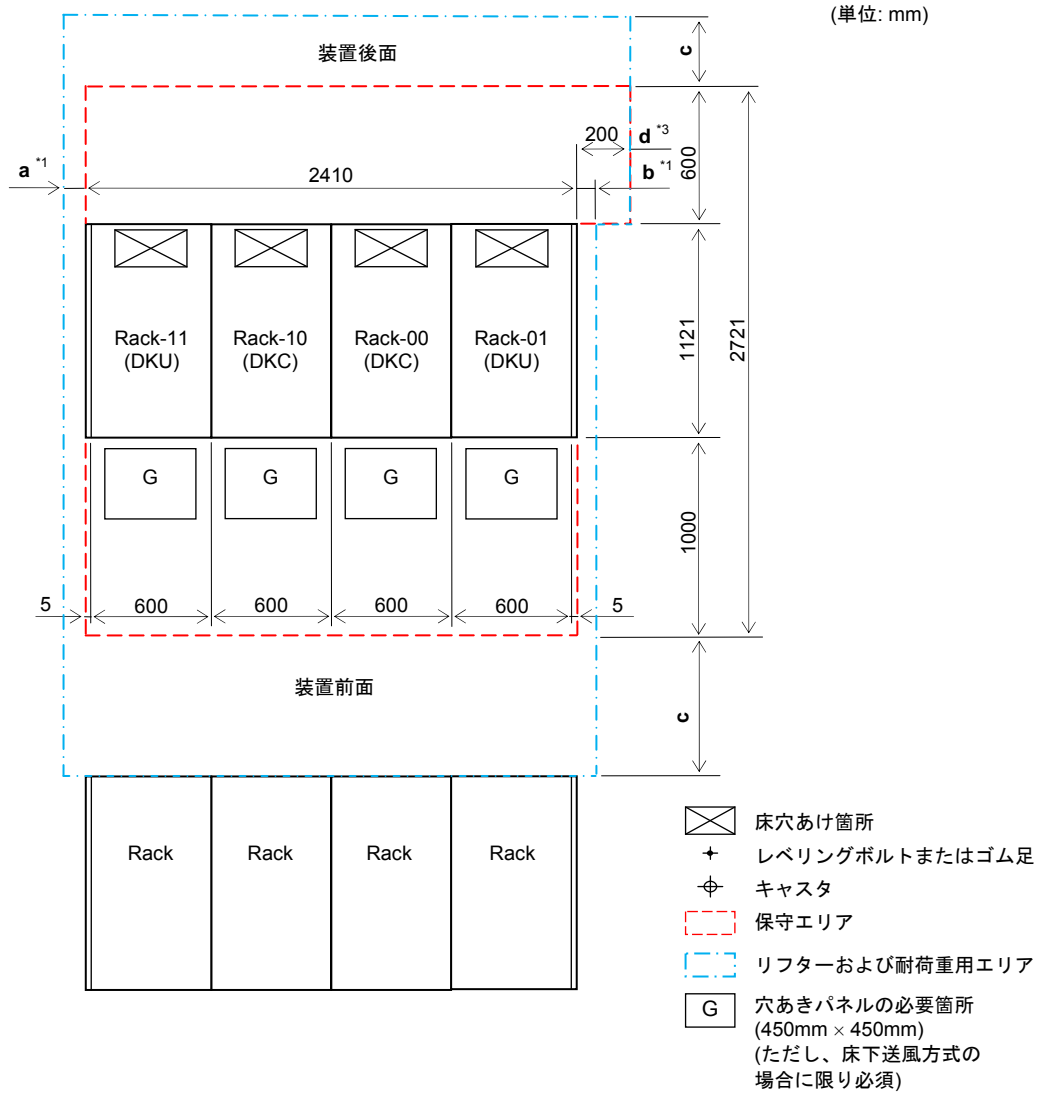 (単位: mm)
装置後面
c
200
d *3
600
a *1
2410
b *1
Rack-11
(DKU)
Rack-10
(DKC)
Rack-00
(DKC)
Rack-01
(DKU)
1121
2721
G
G
G
G
1000
5
600
600
600
600
5
装置前面
c
Rack
Rack
Rack
Rack
床穴あけ箇所
レベリングボルトまたはゴム足
キャスタ
保守エリア
リフターおよび耐荷重用エリア
G
穴あきパネルの必要箇所
(450mm × 450mm)
(ただし、床下送風方式の
場合に限り必須)